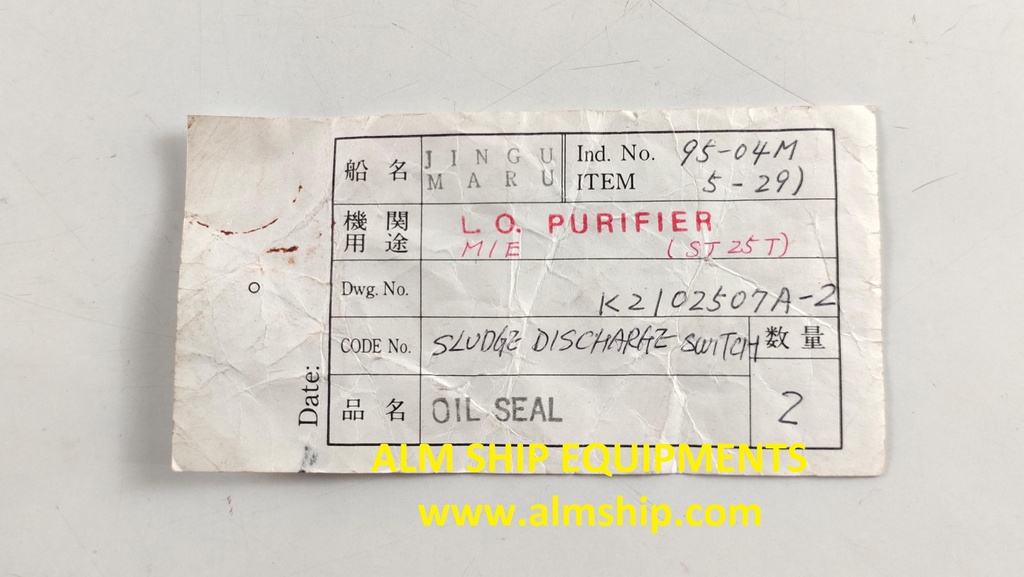 船名 JINGU MARU Ind. No. 95-04M
ITEM 5-29)
機関用途 L.O. PURIFIER
M/E (ST25T)
Dwg. No. K2102507A-2
CODE No. SLUDGE DISCHARGE SWITCH 数量
品名 OIL SEAL 2
Date:
ALM SHIP EQUIPMENTS
www.almship.com